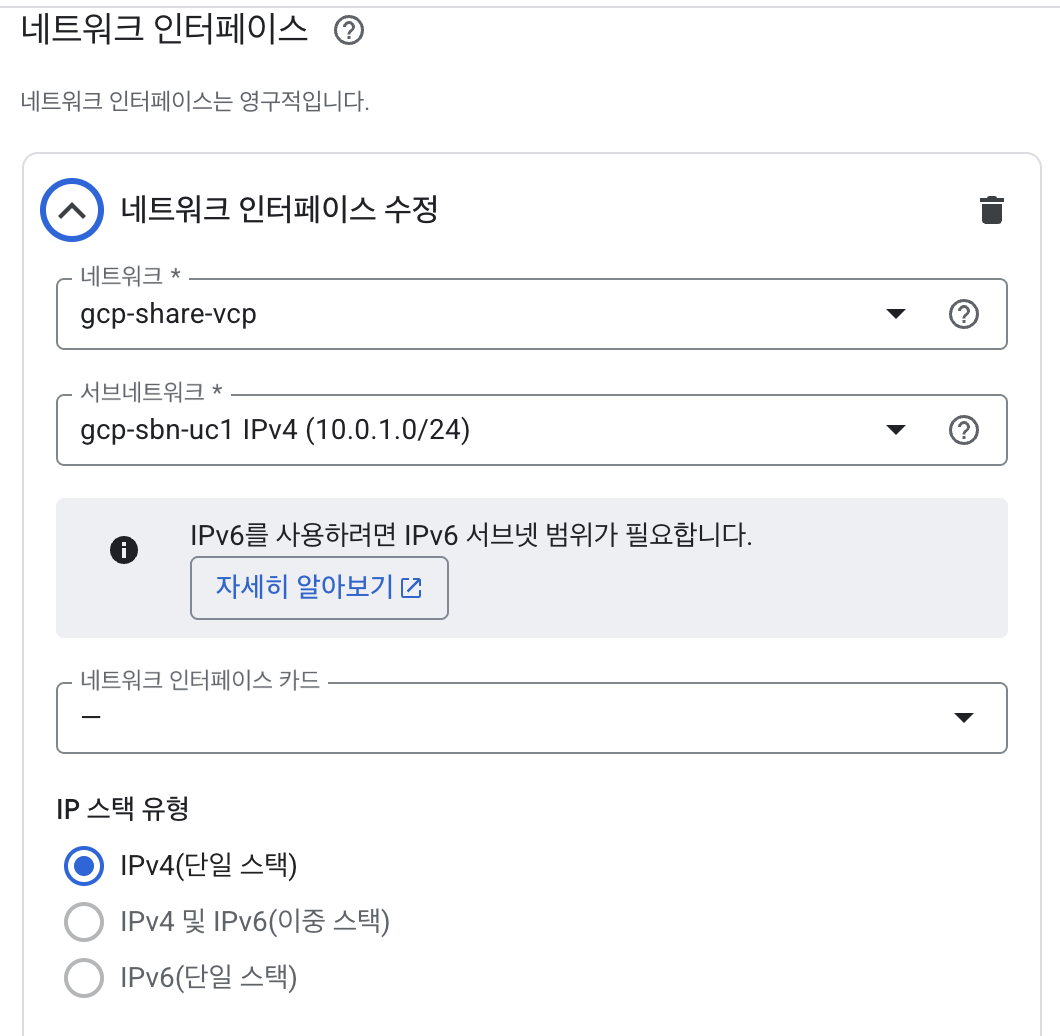 네트워크 인터페이스
네트워크 인터페이스는 영구적입니다.
네트워크 인터페이스 수정
네트워크 *
gcp-share-vcp
서브네트워크 *
gcp-sbn-uc1 IPv4 (10.0.1.0/24)
IPv6를 사용하려면 IPv6 서브넷 범위가 필요합니다.
자세히 알아보기
네트워크 인터페이스 카드
–
IP 스택 유형
IPv4(단일 스택)
IPv4 및 IPv6(이중 스택)
IPv6(단일 스택)